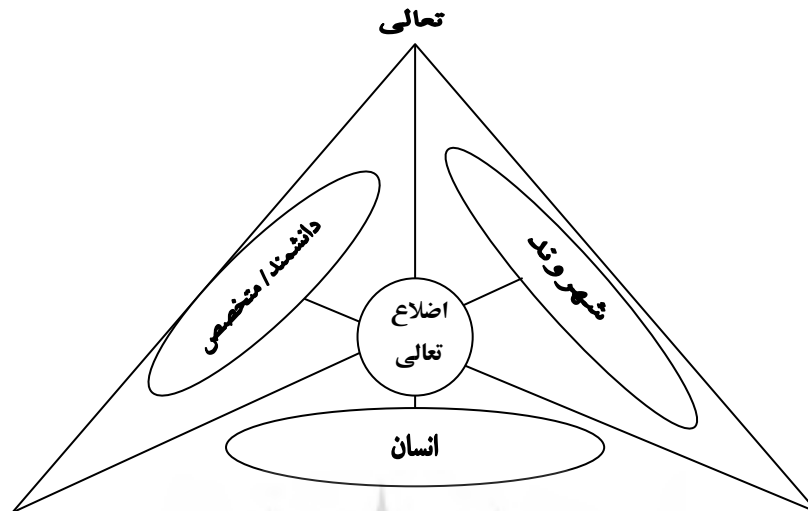 تعالی
شهروند
دانشمند/متخصص
اضلاع
تعالی
انسان